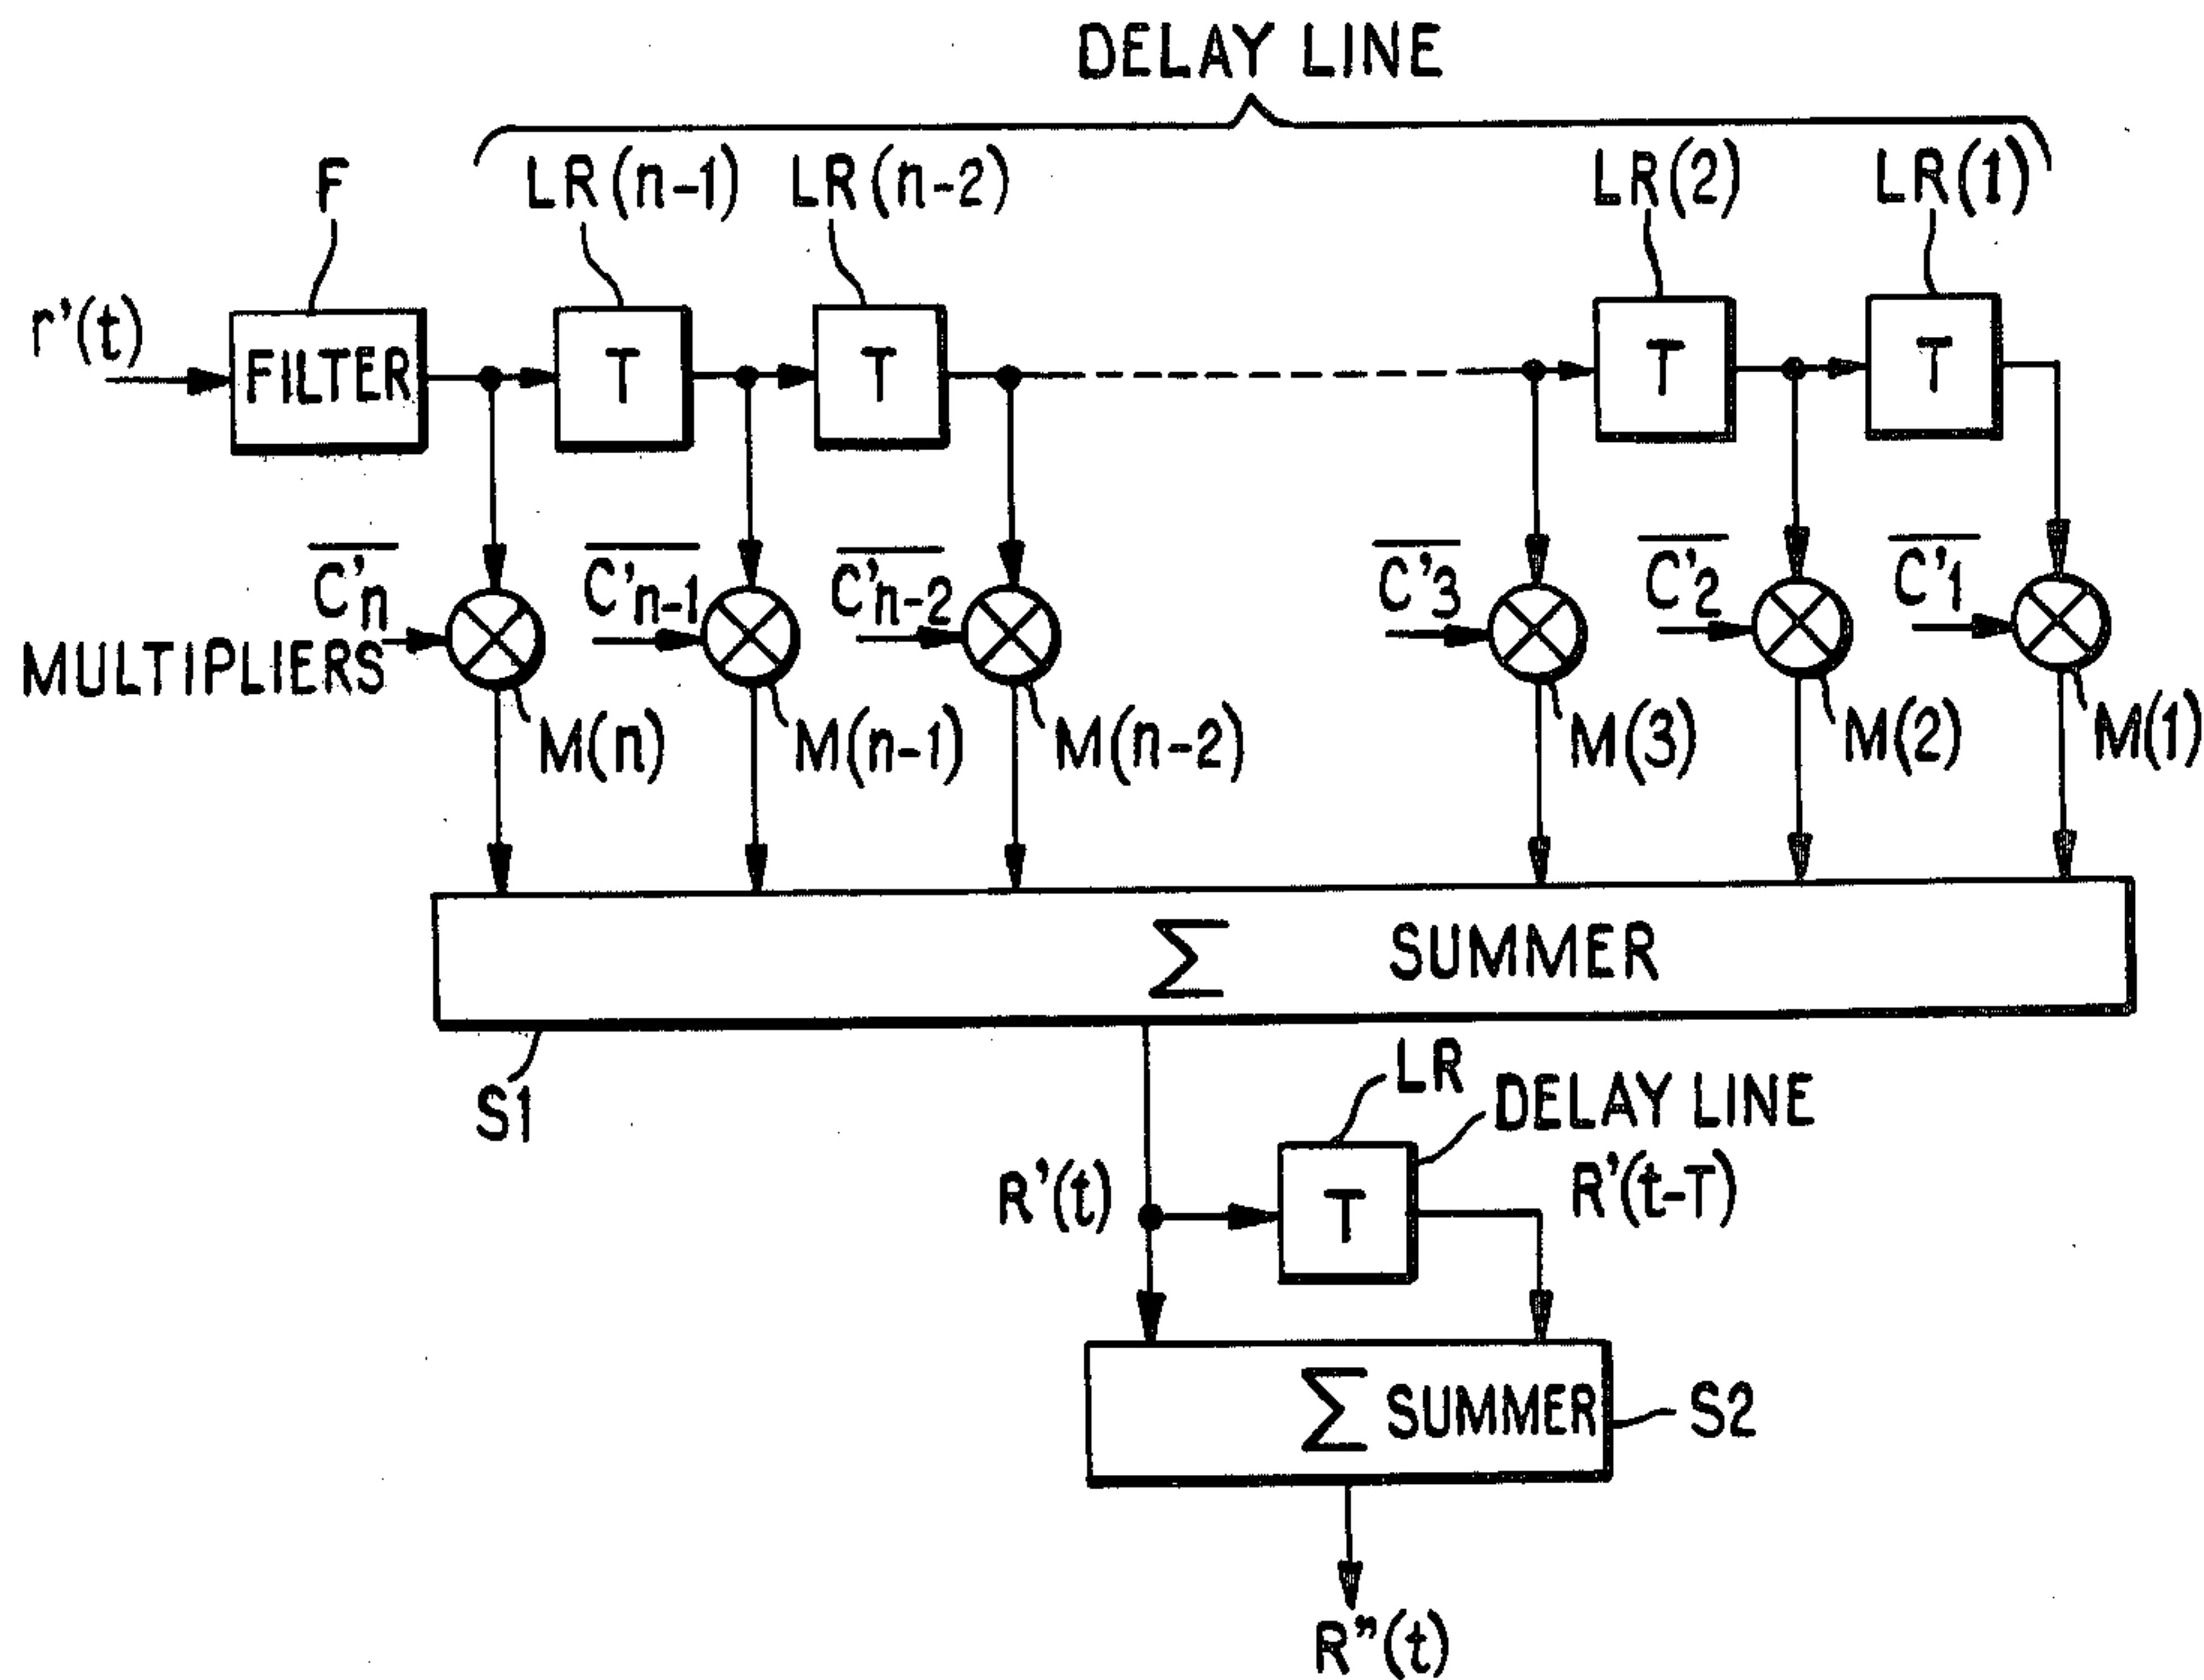 DELAY LINE
F LR(n-1) LR(n-2) LR(2) LR(1)
r'(t) FILTER T T T T
C'n C'n-1 C'n-2 C'3 C'2 C'1
MULTIPLIERS
M(n) M(n-1) M(n-2) M(3) M(2) M(1)
∑ SUMMER
S1
LR DELAY LINE
R'(t) T R'(t-T)
∑ SUMMER S2
R"(t)